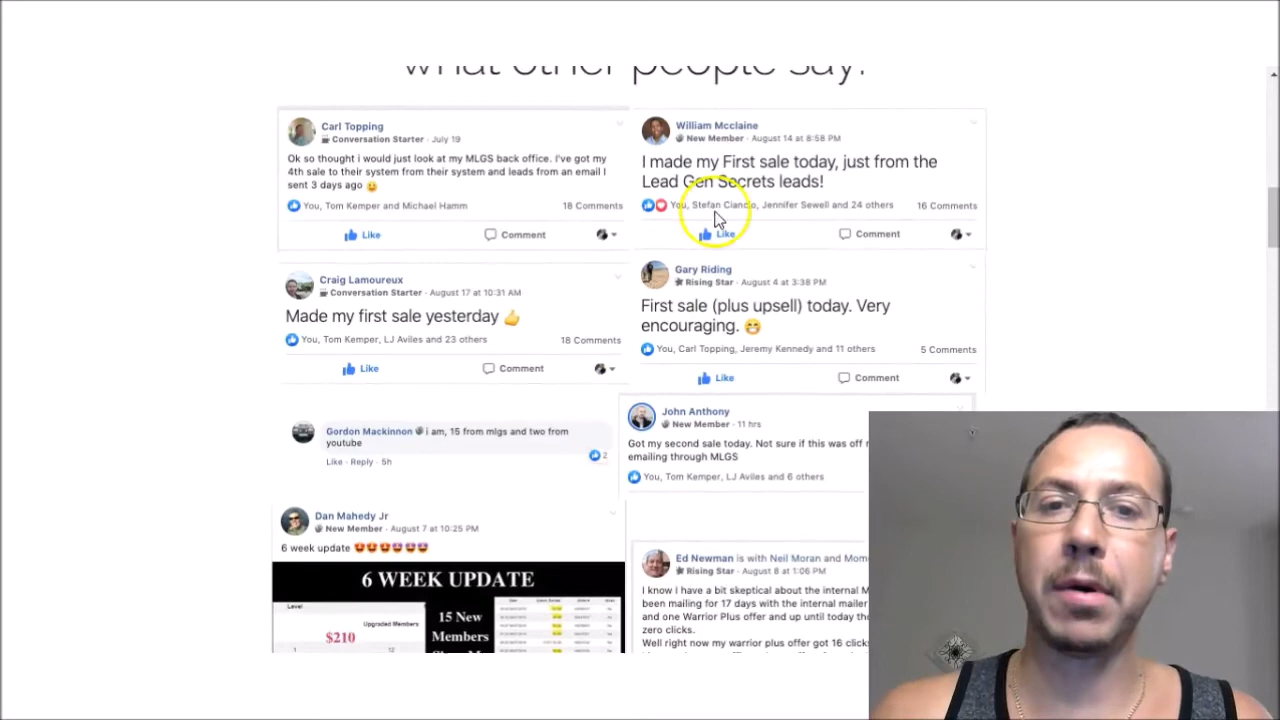 what other people say?
Carl Topping
Conversation Starter · July 19
Ok so thought i would just look at my MLGS back office. I've got my
4th sale to their system from their system and leads from an email I
sent 3 days ago
You, Tom Kemper and Michael Hamm
18 Comments
Like
Comment
William Mcclaine
New Member · August 14 at 8:58 PM
I made my First sale today, just from the
Lead Gen Secrets leads!
You, Stefan Ciancio, Jennifer Sewell and 24 others
16 Comments
Like
Comment
Craig Lamoureux
Conversation Starter · August 17 at 10:31 AM
Made my first sale yesterday 👍
You, Tom Kemper, LJ Aviles and 23 others
18 Comments
Like
Comment
Gary Riding
Rising Star · August 4 at 3:38 PM
First sale (plus upsell) today. Very
encouraging. 😁
You, Carl Topping, Jeremy Kennedy and 11 others
5 Comments
Like
Comment
Gordon Mackinnon i am, 15 from mlgs and two from
youtube
2
Like · Reply · 5h
John Anthony
New Member · 11 hrs
Got my second sale today. Not sure if this was off
emailing through MLGS
You, Tom Kemper, LJ Aviles and 6 others
Dan Mahedy Jr
New Member · August 7 at 10:25 PM
6 week update 😍😍😍😍😍😍
6 WEEK UPDATE
Level
Upgraded Members
$210
1
12
15 New
Members
Ed Newman is with Neil Moran and Mom
Rising Star · August 8 at 1:06 PM
I know i have a bit skeptical about the internal M
been mailing for 17 days with the internal mailer
and one Warrior Plus offer and up until today the
zero clicks.
Well right now my warrior plus offer got 16 click